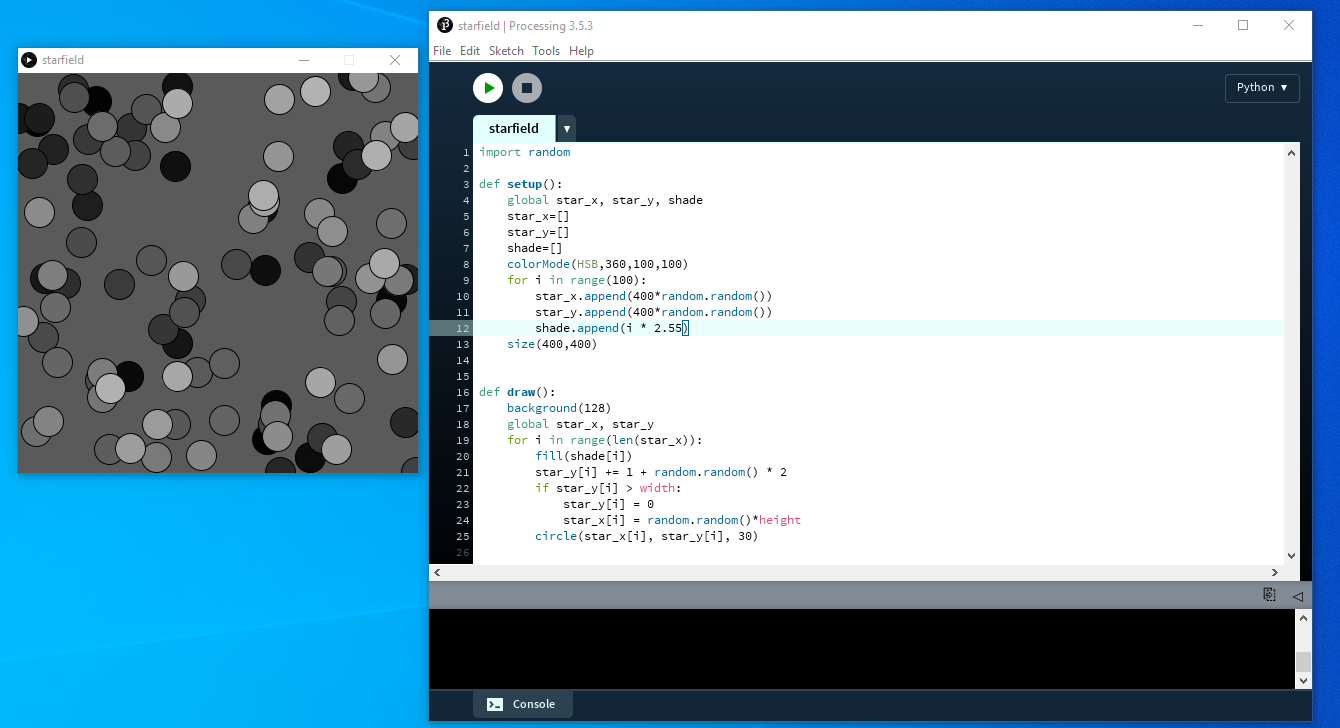 starfield
starfield | Processing 3.5.3
File Edit Sketch Tools Help
Python ▼
starfield ▼
1 import random
2
3 def setup():
4     global star_x, star_y, shade
5     star_x=[]
6     star_y=[]
7     shade=[]
8     colorMode(HSB,360,100,100)
9     for i in range(100):
10         star_x.append(400*random.random())
11         star_y.append(400*random.random())
12         shade.append(i * 2.55)
13     size(400,400)
14
15
16 def draw():
17     background(128)
18     global star_x, star_y
19     for i in range(len(star_x)):
20         fill(shade[i])
21         star_y[i] += 1 + random.random() * 2
22         if star_y[i] > width:
23             star_y[i] = 0
24             star_x[i] = random.random()*height
25         circle(star_x[i], star_y[i], 30)
26
Console